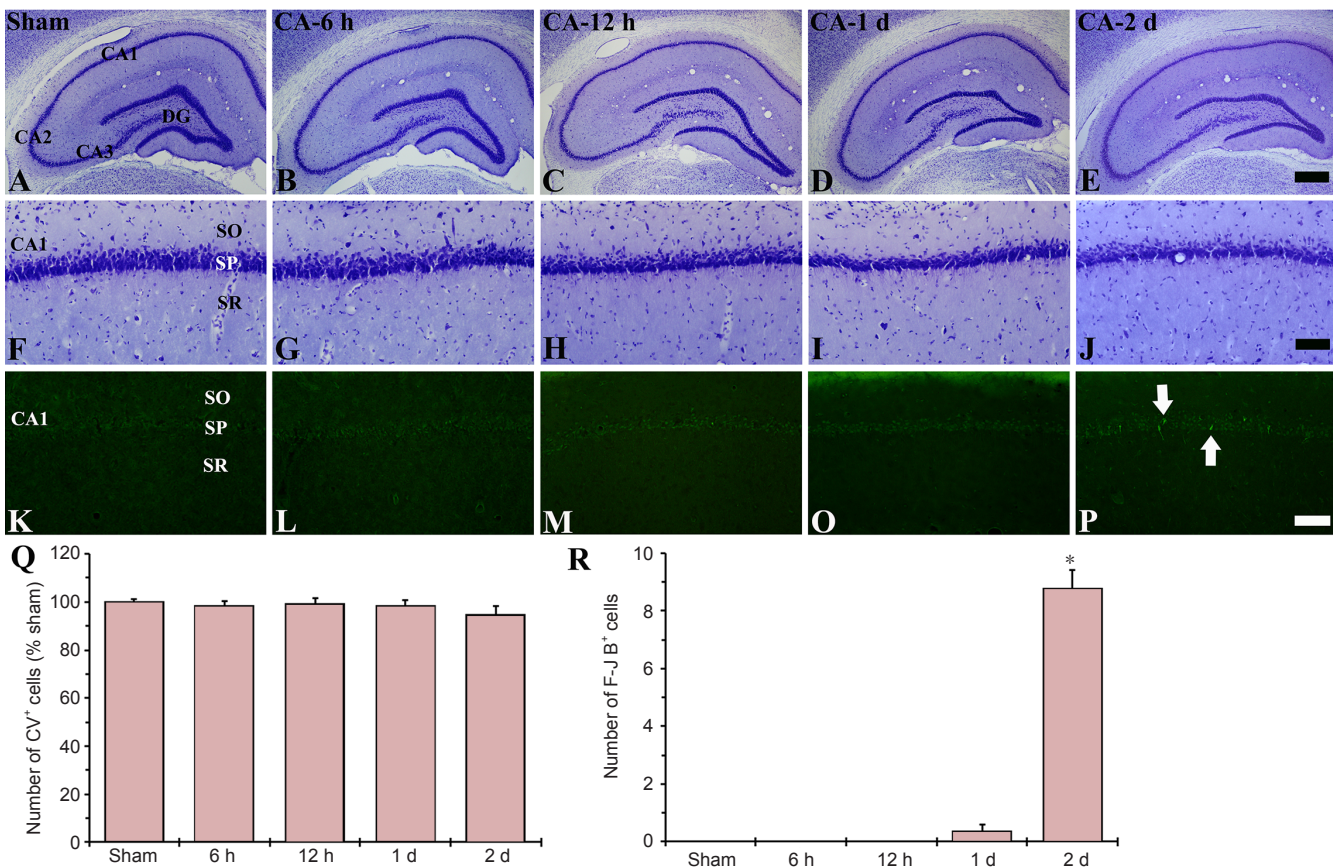 Sham CA-6 h CA-12 h CA-1 d CA-2 d
CA1
DG
CA2
CA3
A B C D E
SO
CA1
SP
SR
F G H I J
SO
CA1
SP
SR
K L M O P
Q
120
100
80
60
40
20
0
Number of CV⁺ cells (% sham)
Sham 6 h 12 h 1 d 2 d
R
10
8
6
4
2
0
Number of F-J B⁺ cells
*
Sham 6 h 12 h 1 d 2 d